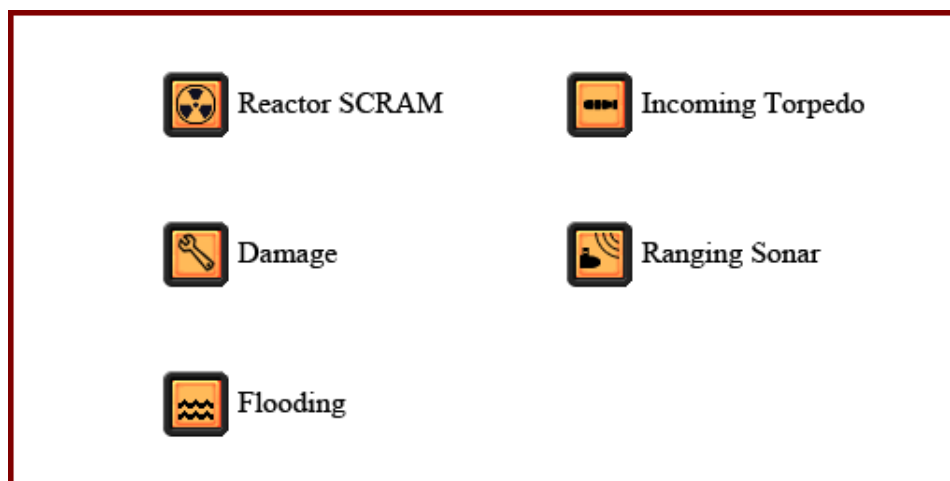 Reactor SCRAM
Incoming Torpedo
Damage
Ranging Sonar
Flooding